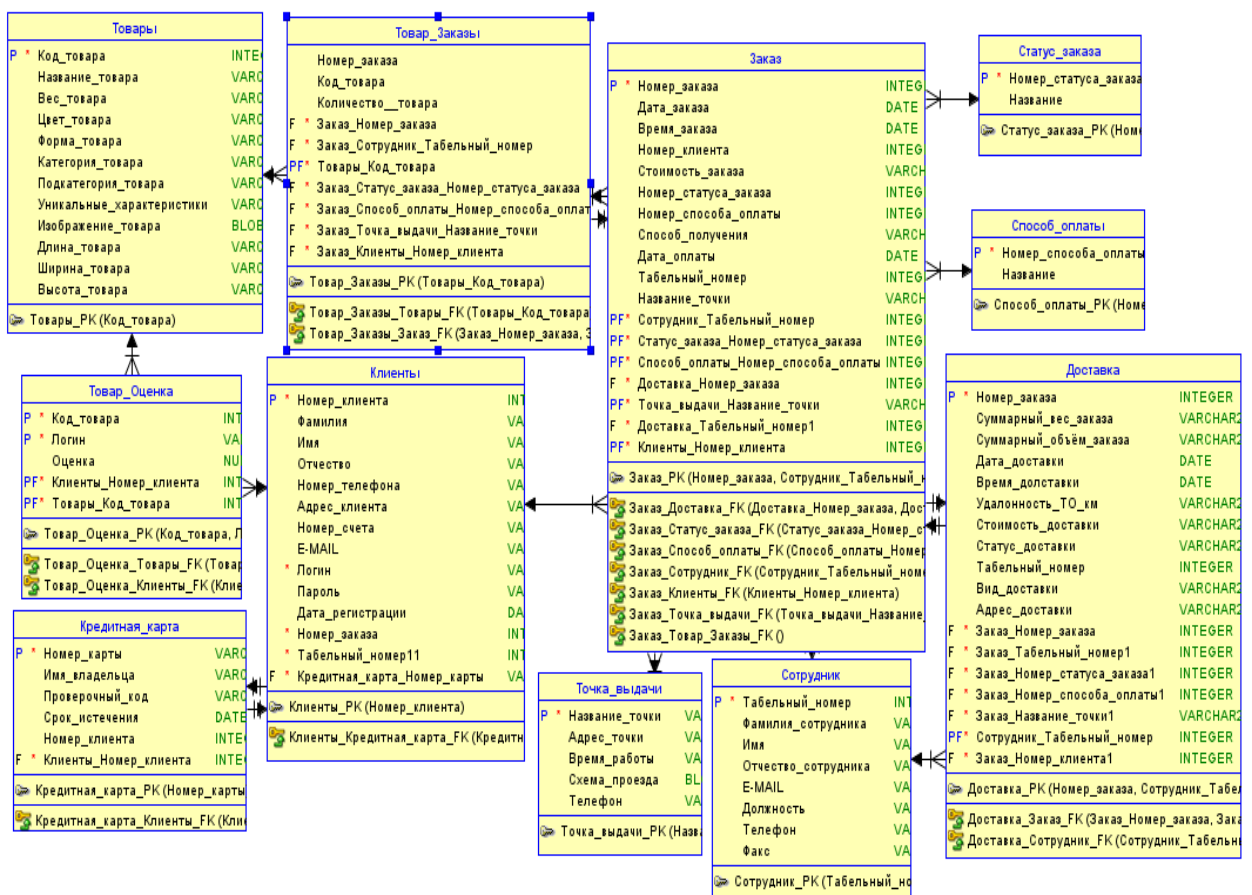 Товары
P * Код_товара INTE
Название_товара VARC
Вес_товара VARC
Цвет_товара VARC
Форма_товара VARC
Категория_товара VARC
Подкатегория_товара VARC
Уникальные_характеристики VARC
Изображение_товара BLOB
Длина_товара VARC
Ширина_товара VARC
Высота_товара VARC
Товары_PK (Код_товара)
Товар_Заказы
Номер_заказа
Код_товара
Количество__товара
F * Заказ_Номер_заказа
F * Заказ_Сотрудник_Табельный_номер
PF* Товары_Код_товара
F * Заказ_Статус_заказа_Номер_статуса_заказа
F * Заказ_Способ_оплаты_Номер_способа_оплат
F * Заказ_Точка_выдачи_Название_точки
F * Заказ_Клиенты_Номер_клиента
Товар_Заказы_PK (Товары_Код_товара)
Товар_Заказы_Товары_FK (Товары_Код_товара
Товар_Заказы_Заказ_FK (Заказ_Номер_заказа, З
Заказ
P * Номер_заказа INTEG
Дата_заказа DATE
Время_заказа DATE
Номер_клиента INTEG
Стоимость_заказа VARCH
Номер_статуса_заказа INTEG
Номер_способа_оплаты INTEG
Способ_получения VARCH
Дата_оплаты DATE
Табельный_номер INTEG
Название_точки VARCH
PF* Сотрудник_Табельный_номер INTEG
PF* Статус_заказа_Номер_статуса_заказа INTEG
PF* Способ_оплаты_Номер_способа_оплаты INTEG
F * Доставка_Номер_заказа INTEG
PF* Точка_выдачи_Название_точки VARCH
F * Доставка_Табельный_номер1 INTEG
PF* Клиенты_Номер_клиента INTEG
Заказ_PK (Номер_заказа, Сотрудник_Табельный_н
Заказ_Доставка_FK (Доставка_Номер_заказа, Дос
Заказ_Статус_заказа_FK (Статус_заказа_Номер_с
Заказ_Способ_оплаты_FK (Способ_оплаты_Номер
Заказ_Сотрудник_FK (Сотрудник_Табельный_ном
Заказ_Клиенты_FK (Клиенты_Номер_клиента)
Заказ_Точка_выдачи_FK (Точка_выдачи_Название_
Заказ_Товар_Заказы_FK ()
Статус_заказа
P * Номер_статуса_заказа
Название
Статус_заказа_PK (Ном
Способ_оплаты
P * Номер_способа_оплаты
Название
Способ_оплаты_PK (Номе
Товар_Оценка
P * Код_товара INT
P * Логин VA
Оценка NU
PF* Клиенты_Номер_клиента INT
PF* Товары_Код_товара INT
Товар_Оценка_PK (Код_товара, Л
Товар_Оценка_Товары_FK (Товар
Товар_Оценка_Клиенты_FK (Клие
Клиенты
P * Номер_клиента INT
Фамилия VA
Имя VA
Отчество VA
Номер_телефона VA
Адрес_клиента VA
Номер_счета VA
E-MAIL VA
* Логин VA
Пароль VA
Дата_регистрации DA
* Номер_заказа INT
* Табельный_номер11 INT
F * Кредитная_карта_Номер_карты VA
Клиенты_PK (Номер_клиента)
Клиенты_Кредитная_карта_FK (Кредитн
Доставка
P * Номер_заказа INTEGER
Суммарный_вес_заказа VARCHAR2
Суммарный_объём_заказа VARCHAR2
Дата_доставки DATE
Время_долставки DATE
Удалонность_ТО_км VARCHAR2
Стоимость_доставки VARCHAR2
Статус_доставки VARCHAR2
Табельный_номер INTEGER
Вид_доставки VARCHAR2
Адрес_доставки VARCHAR2
F * Заказ_Номер_заказа INTEGER
F * Заказ_Табельный_номер1 INTEGER
F * Заказ_Номер_статуса_заказа1 INTEGER
F * Заказ_Номер_способа_оплаты1 INTEGER
F * Заказ_Название_точки1 VARCHAR2
PF* Сотрудник_Табельный_номер INTEGER
F * Заказ_Номер_клиента1 INTEGER
Доставка_PK (Номер_заказа, Сотрудник_Табел
Доставка_Заказ_FK (Заказ_Номер_заказа, Зака
Доставка_Сотрудник_FK (Сотрудник_Табельн
Кредитная_карта
P * Номер_карты VARC
Имя_владельца VARC
Проверочный_код VARC
Срок_истечения DATE
Номер_клиента INTE
F * Клиенты_Номер_клиента INTE
Кредитная_карта_PK (Номер_карты
Кредитная_карта_Клиенты_FK (Кли
Точка_выдачи
P * Название_точки VA
Адрес_точки VA
Время_работы VA
Схема_проезда BL
Телефон VA
Точка_выдачи_PK (Назв
Сотрудник
P * Табельный_номер INT
Фамилия_сотрудника VA
Имя VA
Отчество_сотрудника VA
E-MAIL VA
Должность VA
Телефон VA
Факс VA
Сотрудник_PK (Табельный_но